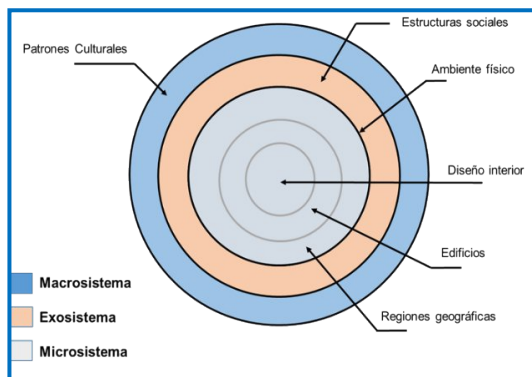 Estructuras sociales
Patrones Culturales
Ambiente físico
Diseño interior
Edificios
Regiones geográficas
Macrosistema
Exosistema
Microsistema